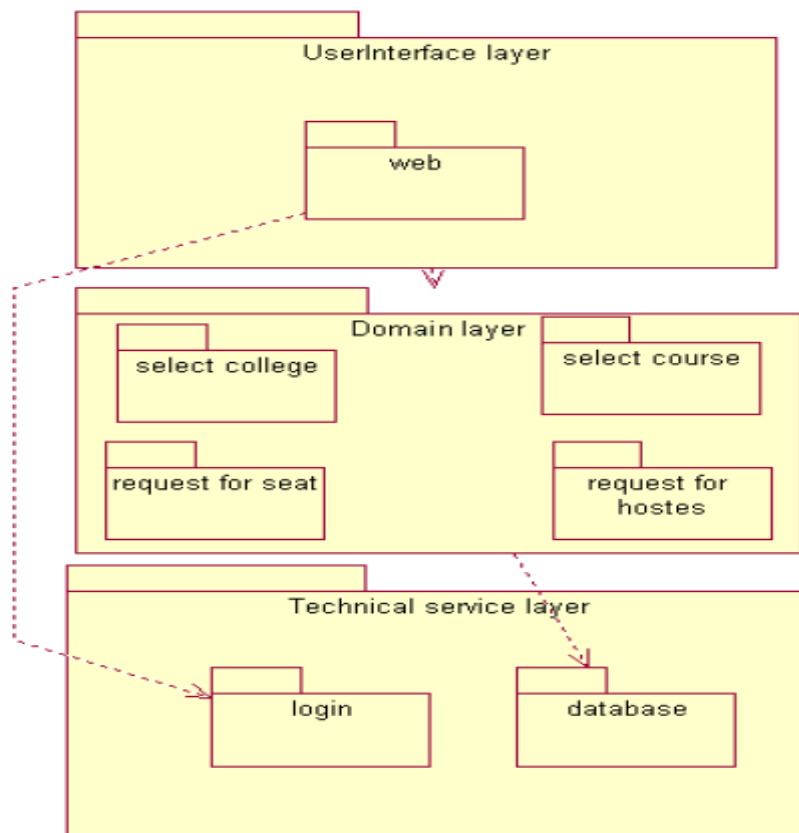 UserInterface layer
web
Domain layer
select college
select course
request for seat
request for
hostes
Technical service layer
login
database